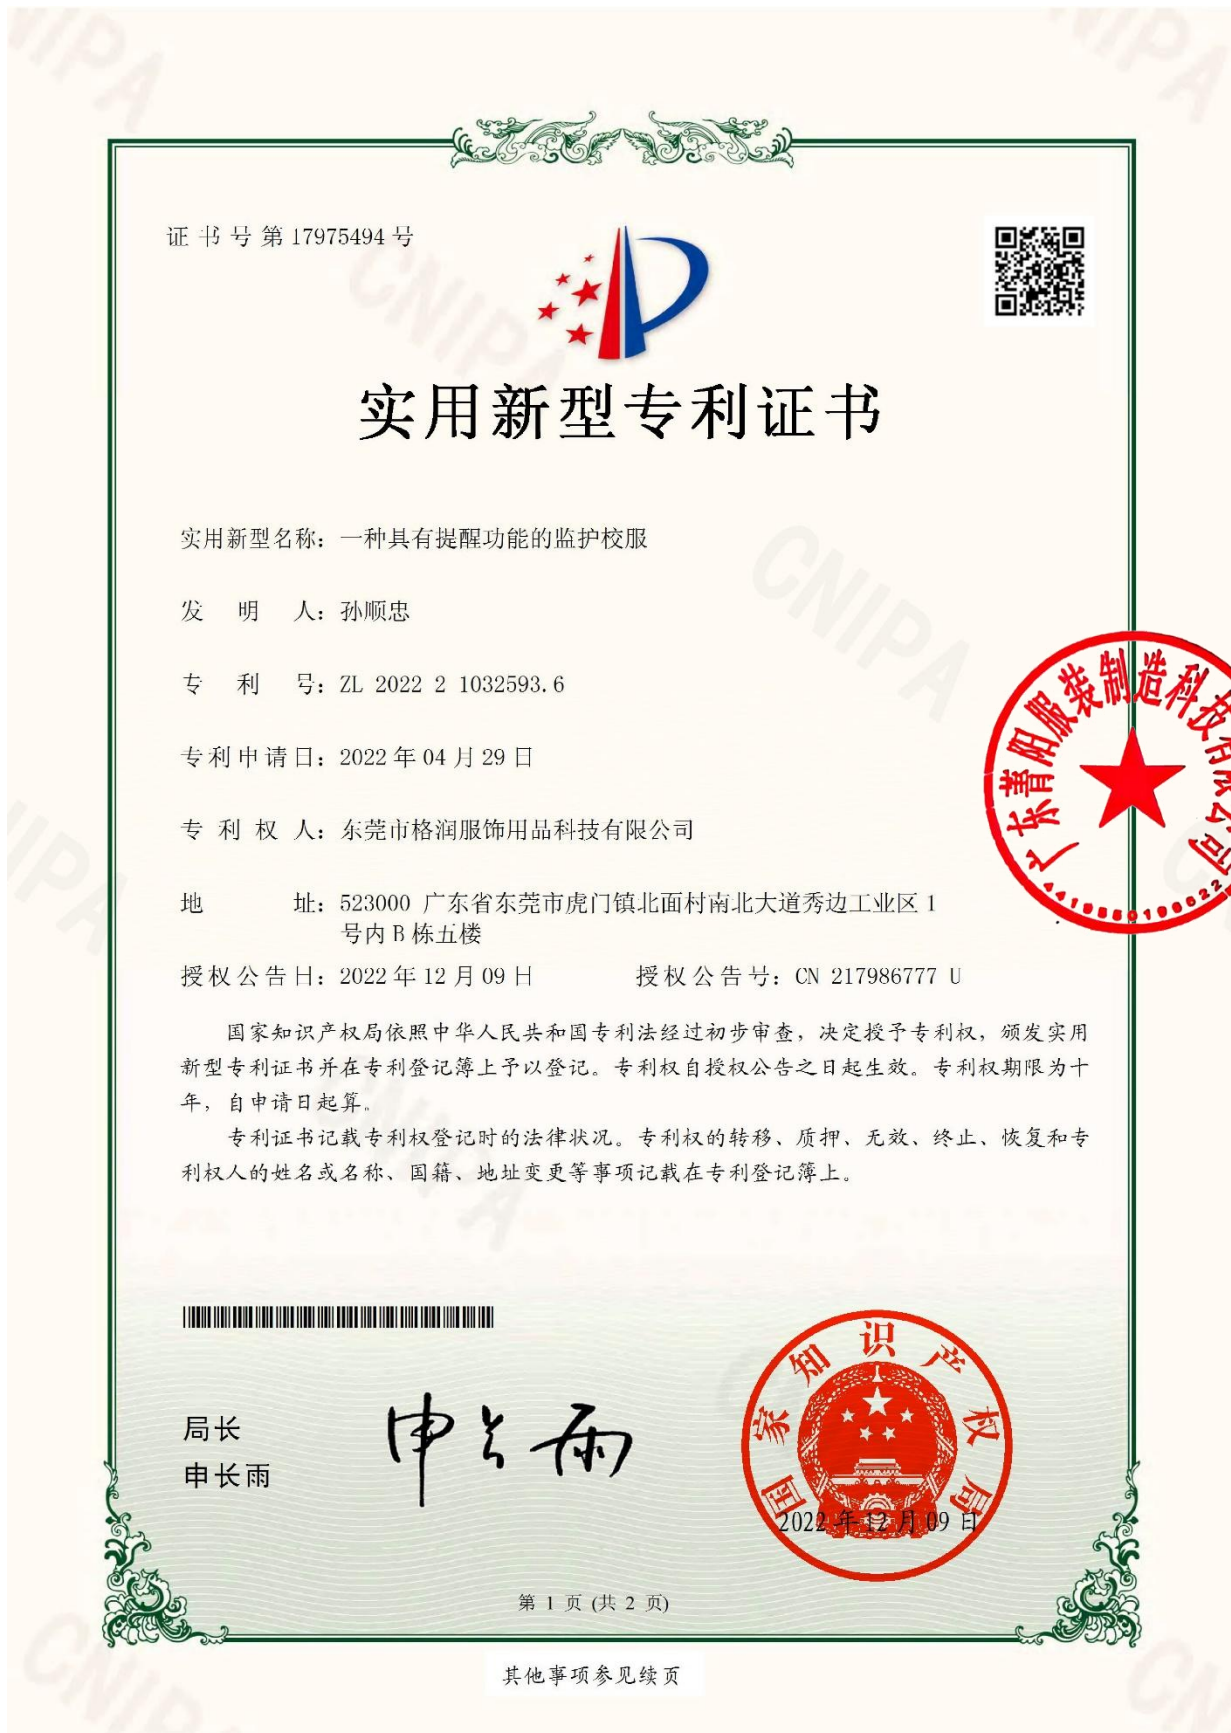 证书号第17975494号
实用新型专利证书
实用新型名称：一种具有提醒功能的监护校服
发 明 人：孙顺忠
专 利 号：ZL 2022 2 1032593.6
专利申请日：2022年04月29日
专 利 权 人：东莞市格润服饰用品科技有限公司
地 址：523000 广东省东莞市虎门镇北面村南北大道秀边工业区1
号内B栋五楼
授权公告日：2022年12月09日 授权公告号：CN 217986777 U
国家知识产权局依照中华人民共和国专利法经过初步审查，决定授予专利权，颁发实用
新型专利证书并在专利登记簿上予以登记。专利权自授权公告之日起生效。专利权期限为十
年，自申请日起算。
专利证书记载专利权登记时的法律状况。专利权的转移、质押、无效、终止、恢复和专
利权人的姓名或名称、国籍、地址变更等事项记载在专利登记簿上。
广东菁阳服装制造科技有限公司
局长
申长雨
申长雨
国家知识产权局
2022年12月09日
第 1 页 (共 2 页)
其他事项参见续页
CNIPA